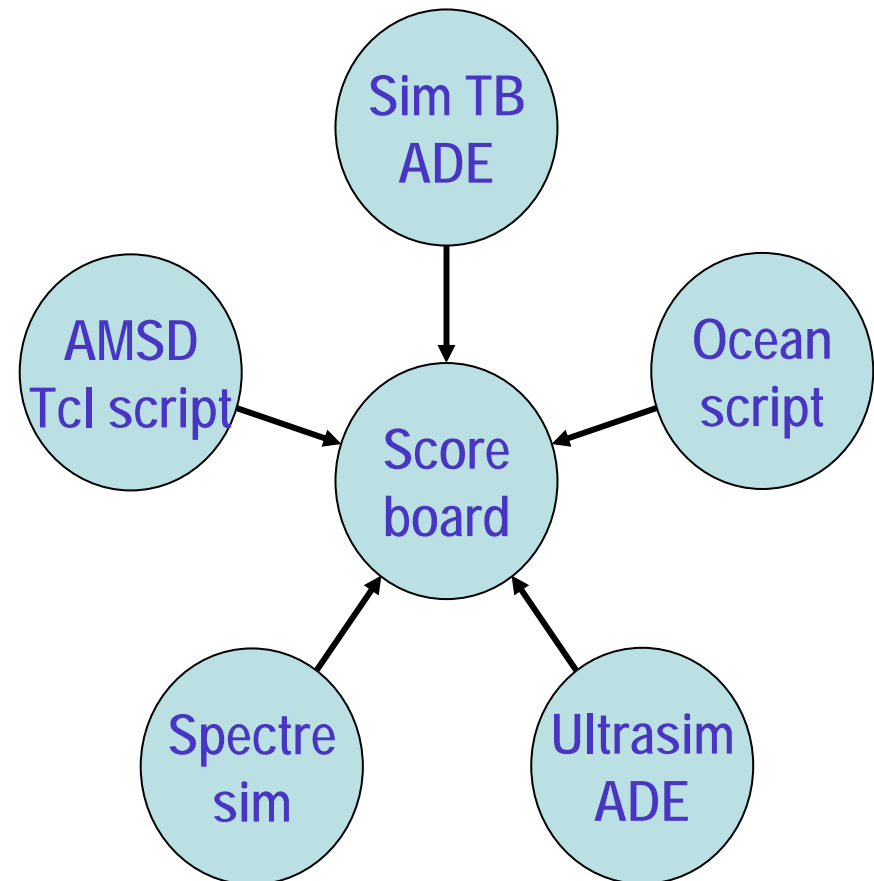 Sim TB
ADE
AMSD
Tcl script
Ocean
script
Score
board
Spectre
sim
Ultrasim
ADE